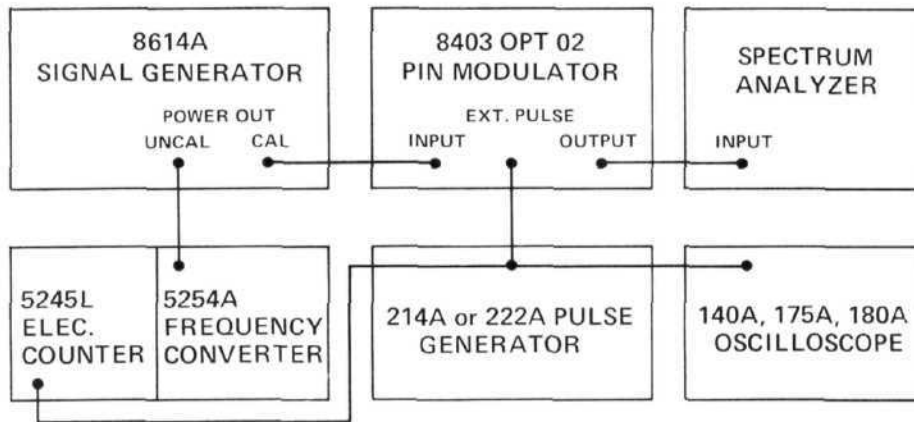 8614A
SIGNAL GENERATOR
POWER OUT
UNCAL CAL
8403 OPT 02
PIN MODULATOR
EXT. PULSE
INPUT OUTPUT
SPECTRUM
ANALYZER
INPUT
5245L
ELEC.
COUNTER
5254A
FREQUENCY
CONVERTER
214A or 222A PULSE
GENERATOR
140A, 175A, 180A
OSCILLOSCOPE